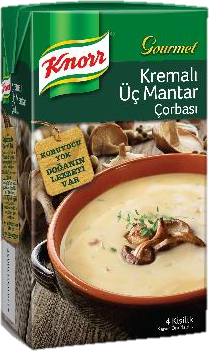 Knorr
Gourmet
Kremalı
Üç Mantar
Çorbası
KORUYUCU
YOK
DOĞANIN
LEZZETİ
VAR
4 Kişilik